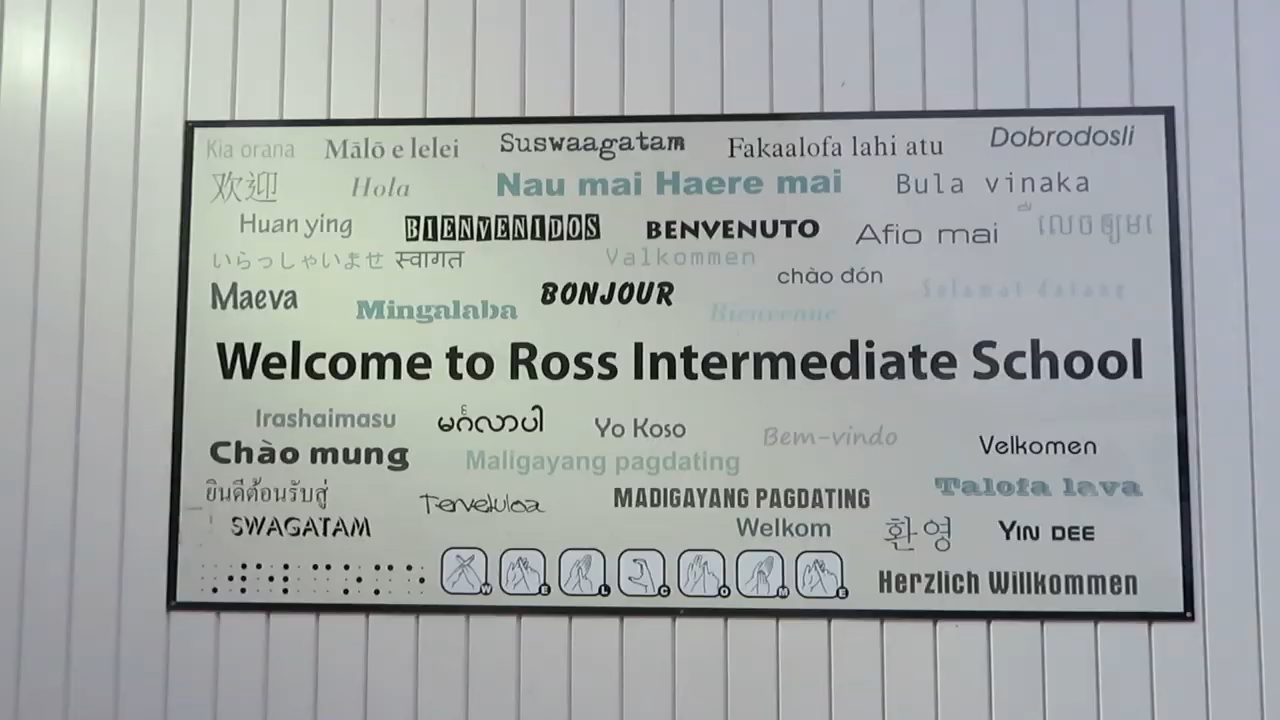 Kia orana Mālō e lelei Suswaagatam Fakaalofa lahi atu Dobrodosli
欢迎 Hola Nau mai Haere mai Bula vinaka
Huan ying BIENVENIDOS BENVENUTO Afio mai
いらっしゃいませ स्वागत Valkommen chào dón
Maeva Mingalaba BONJOUR Bienvenue Selamat datang
Welcome to Ross Intermediate School
Irashaimasu မင်္ဂလာပါ Yo Koso Bem-vindo Velkomen
Chào mung Maligayang pagdating
ยินดีต้อนรับสู่ Tervetuloa MADIGAYANG PAGDATING Talofa lava
SWAGATAM Welkom 환영 YIN DEE
W E L C O M E Herzlich Willkommen